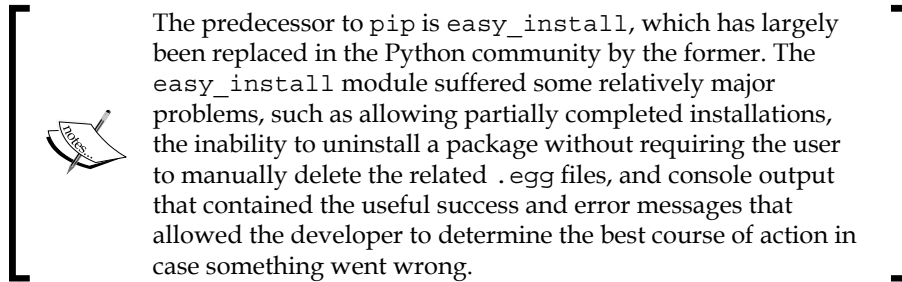 The predecessor to pip is easy_install, which has largely
been replaced in the Python community by the former. The
easy_install module suffered some relatively major
problems, such as allowing partially completed installations,
the inability to uninstall a package without requiring the user
to manually delete the related .egg files, and console output
that contained the useful success and error messages that
allowed the developer to determine the best course of action in
case something went wrong.
notes...